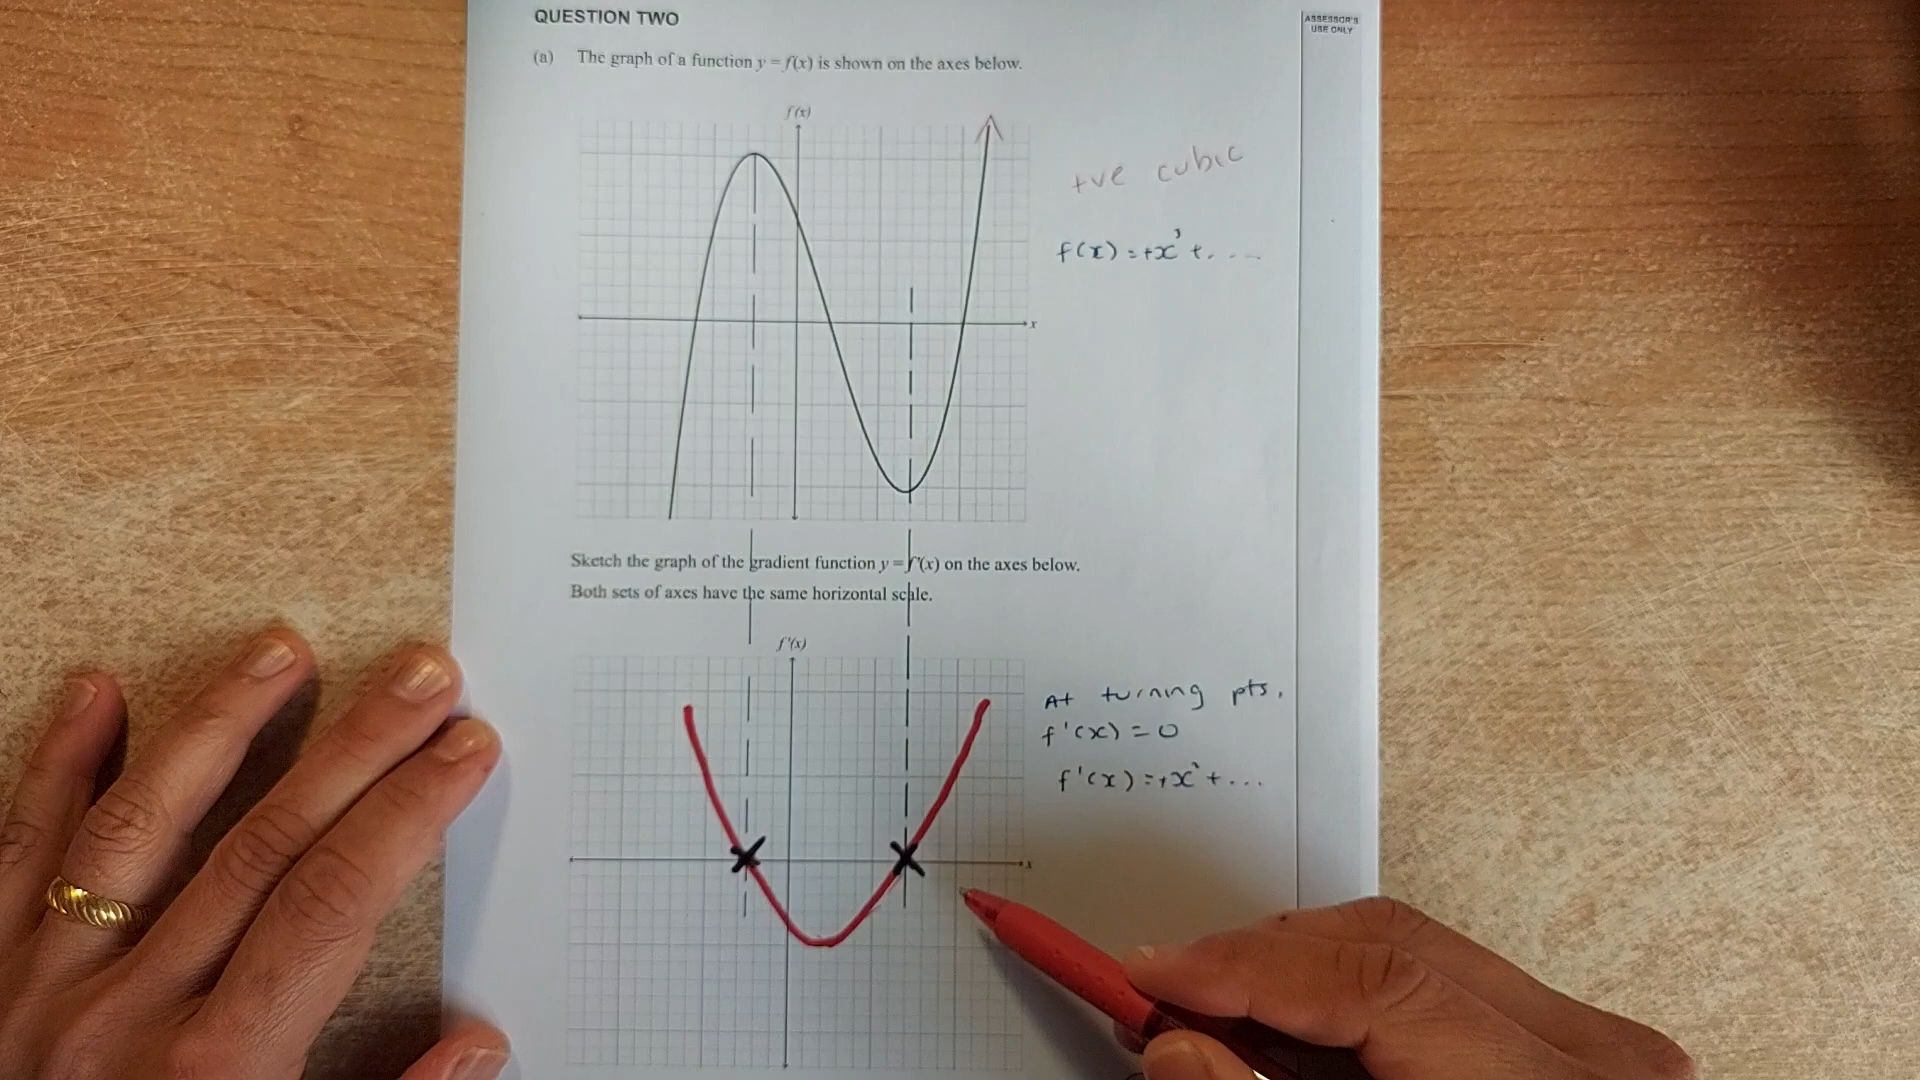 QUESTION TWO
ASSESSOR'S
USE ONLY
(a) The graph of a function y = f(x) is shown on the axes below.
f(x)
+ve cubic
f(x) = +x³ + . . . .
x
Sketch the graph of the gradient function y = f'(x) on the axes below.
Both sets of axes have the same horizontal scale.
f'(x)
At turning pts,
f'(x) = 0
f'(x) = +x² + . . .
x